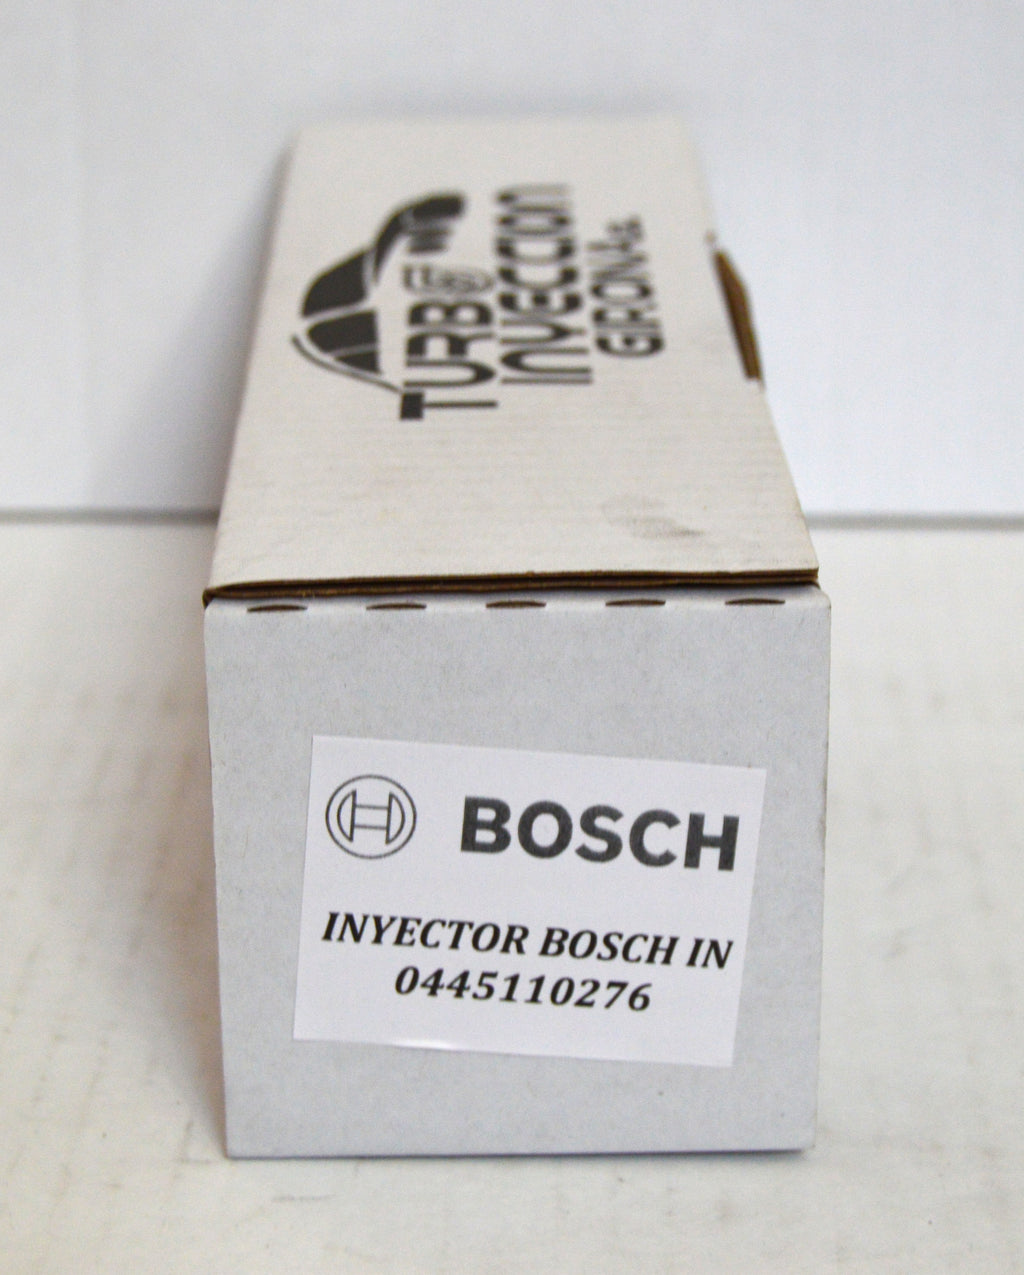 TURBO
INYECCION
GIRONA S.L.
BOSCH
INYECTOR BOSCH IN
0445110276